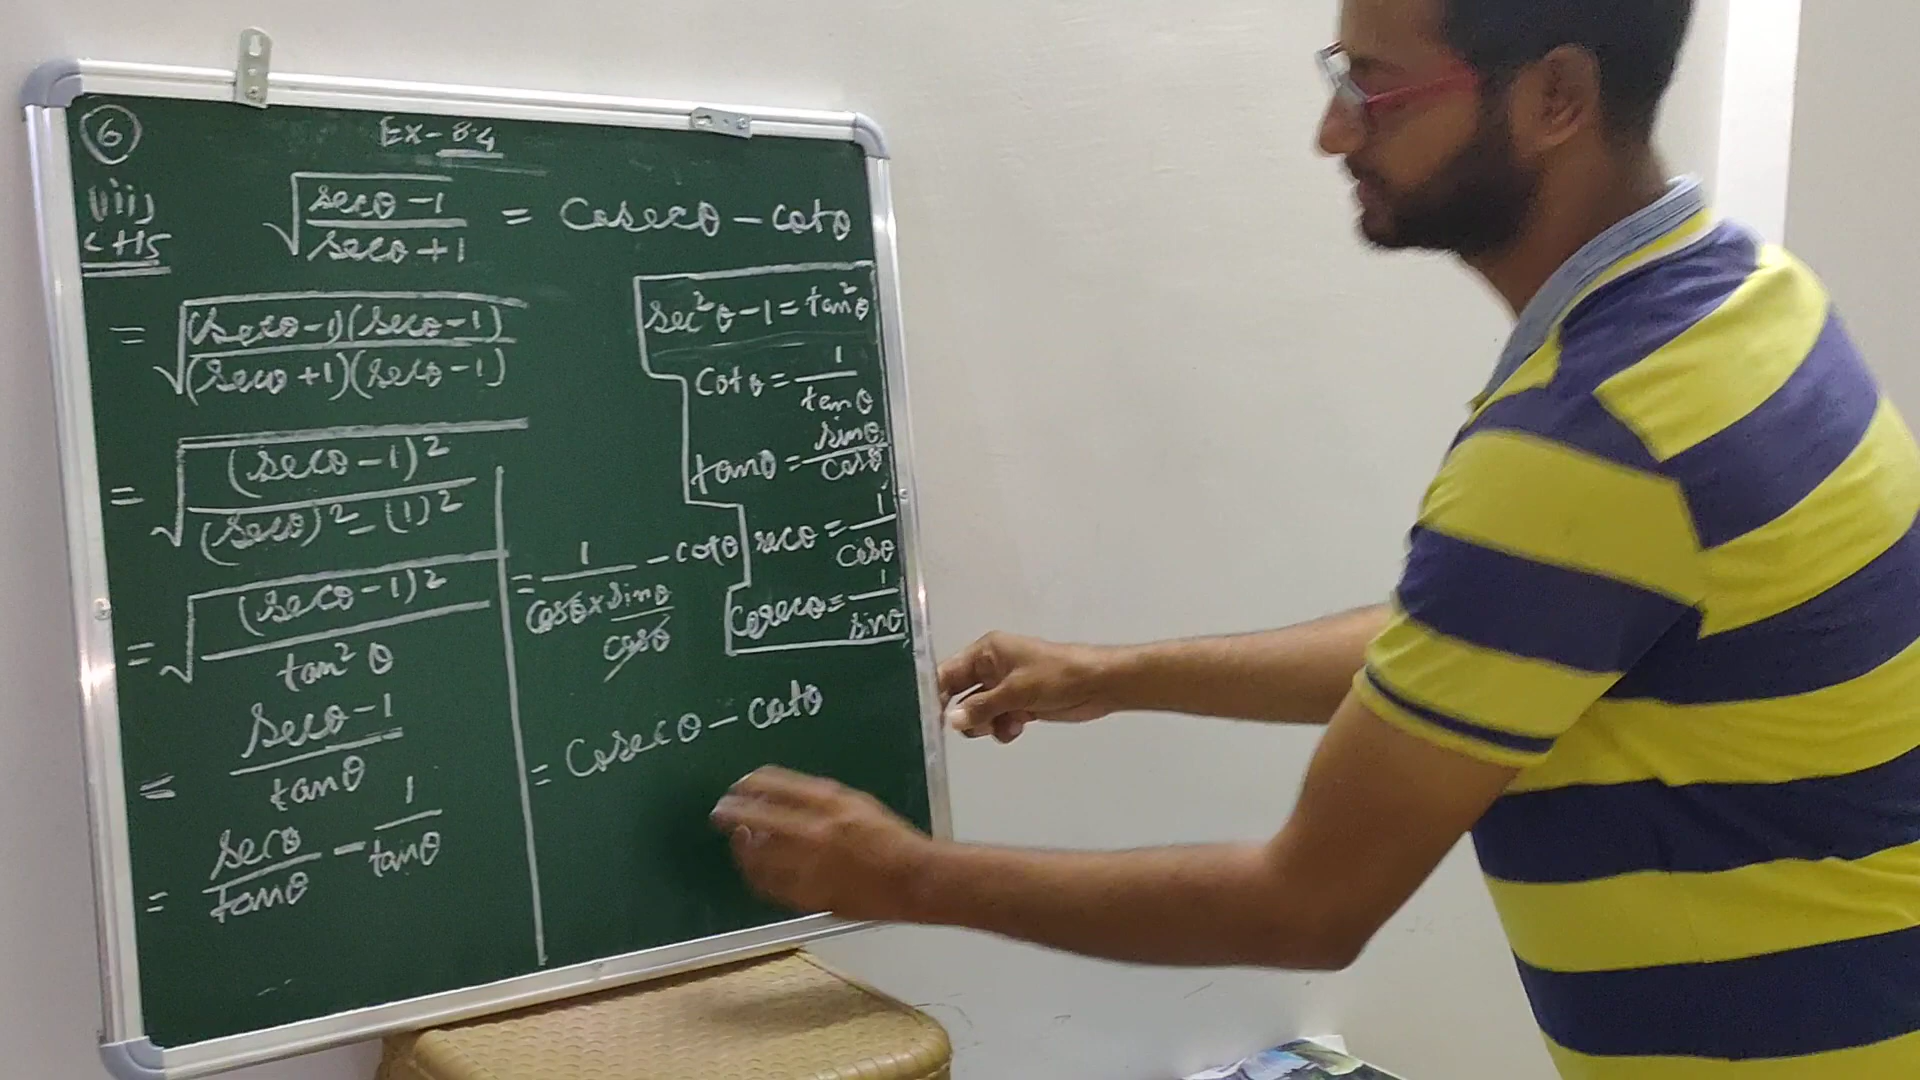 6
Ex-8.4
(iii)
LHS
√((secθ-1)/(secθ+1)) = Cosecθ - cotθ
= √((secθ-1)(secθ-1)/(secθ+1)(secθ-1))
= √((secθ-1)²/((secθ)²-(1)²))
= √((secθ-1)²/tan²θ)
= (secθ-1)/tanθ
= secθ/tanθ - 1/tanθ
= 1/(cosθ×sinθ/cosθ) - cotθ
= Cosecθ - cotθ
sec²θ-1 = tan²θ
cotθ = 1/tanθ
tanθ = sinθ/cosθ
secθ = 1/cosθ
Cosecθ = 1/sinθ